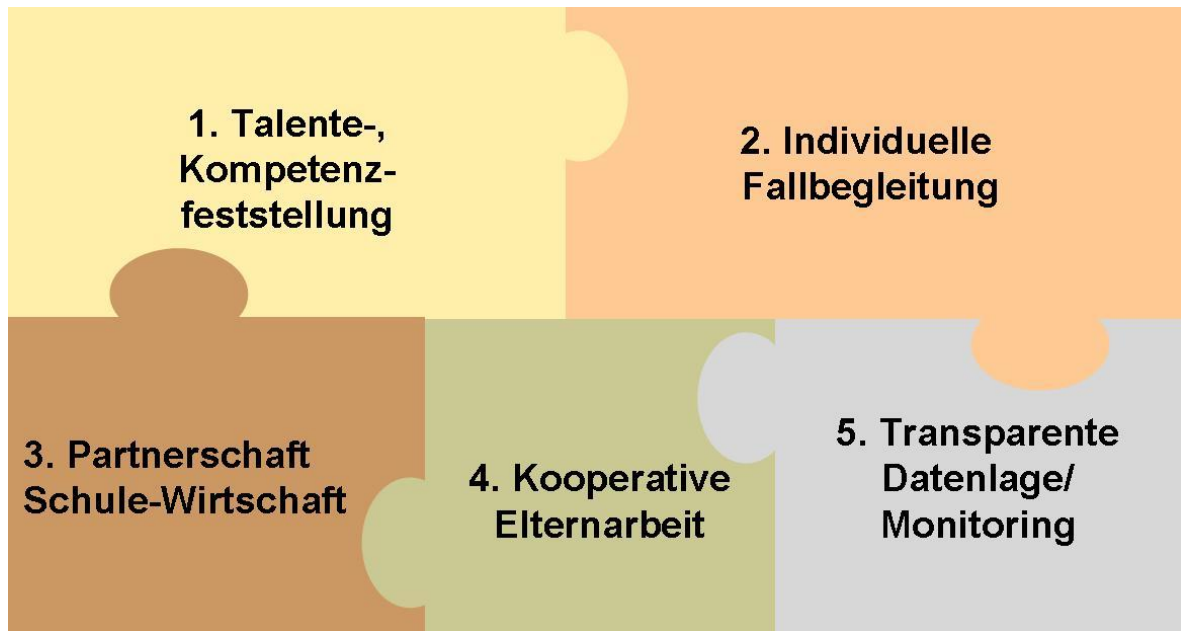 1. Talente-,
Kompetenz-
feststellung
2. Individuelle
Fallbegleitung
3. Partnerschaft
Schule-Wirtschaft
4. Kooperative
Elternarbeit
5. Transparente
Datenlage/
Monitoring